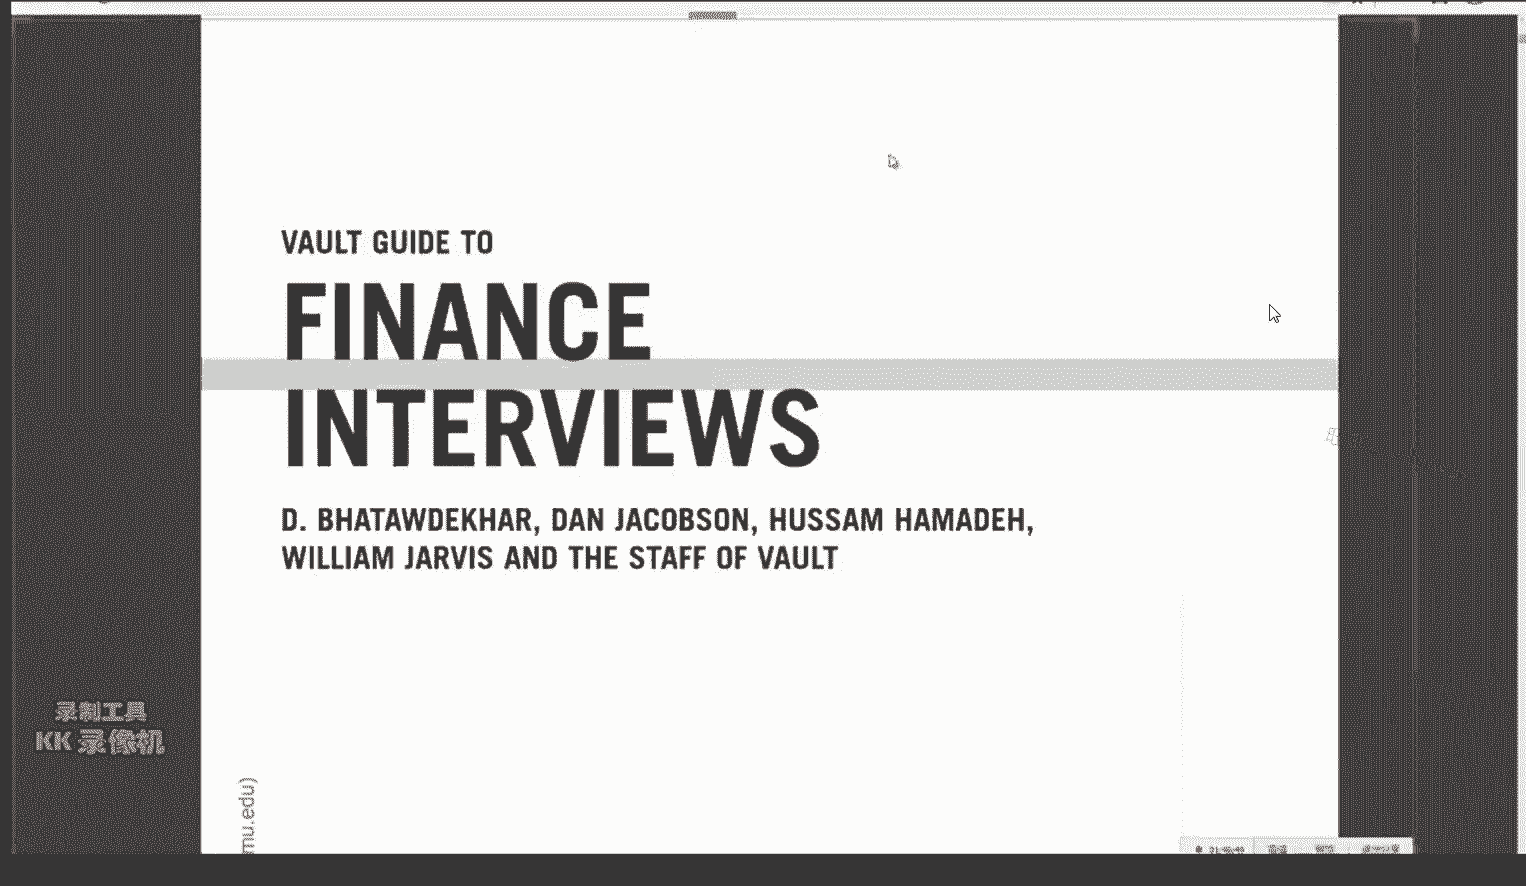 VAULT GUIDE TO
FINANCE
INTERVIEWS
D. BHATAWDEKHAR, DAN JACOBSON, HUSSAM HAMADEH,
WILLIAM JARVIS AND THE STAFF OF VAULT
录制工具
KK 录像机
mu.edu)